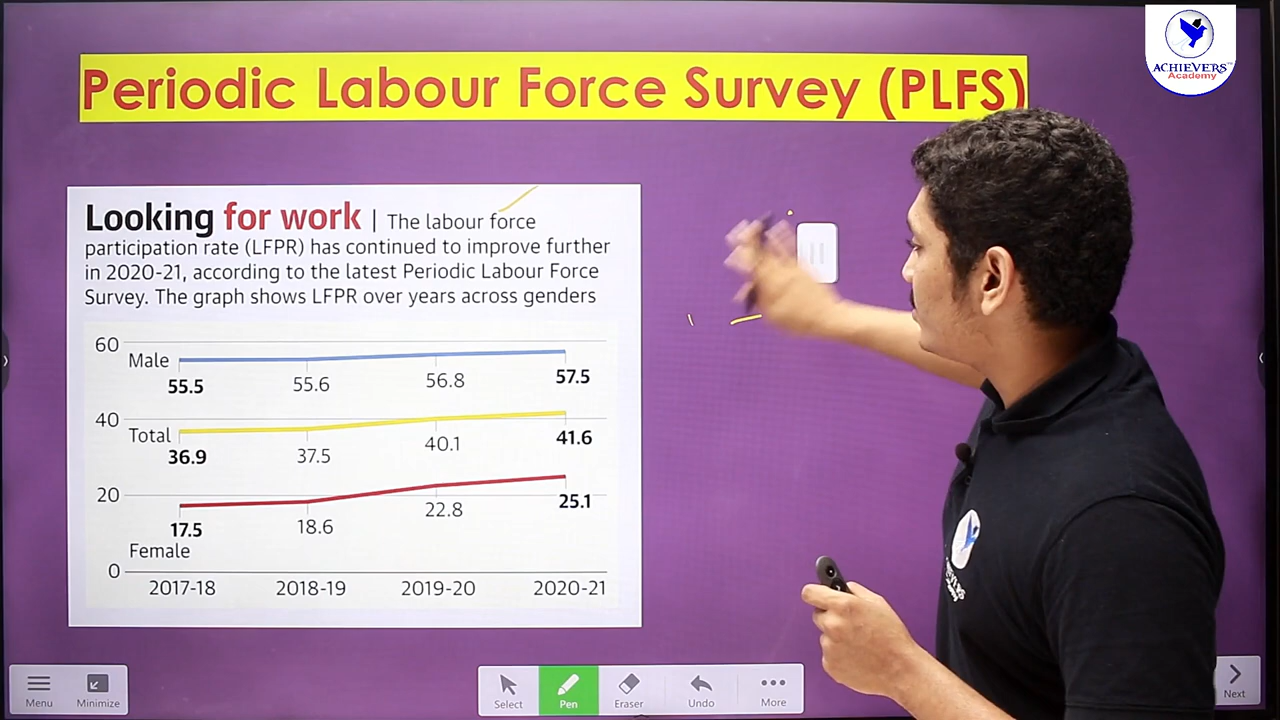 ACHIEVERS
Academy
Periodic Labour Force Survey (PLFS)
Looking for work | The labour force
participation rate (LFPR) has continued to improve further
in 2020-21, according to the latest Periodic Labour Force
Survey. The graph shows LFPR over years across genders
60
Male
55.5 55.6 56.8 57.5
40
Total
36.9 37.5 40.1 41.6
20
17.5 18.6 22.8 25.1
Female
0
2017-18 2018-19 2019-20 2020-21
Menu Minimize Select Pen Eraser Undo More Next